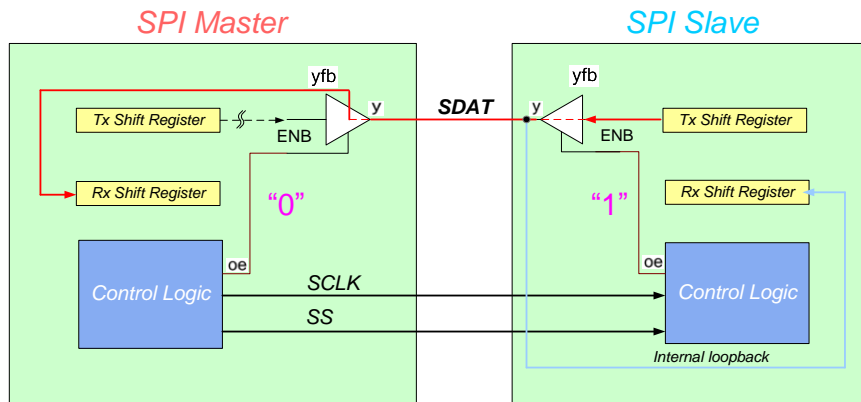 SPI Master
SPI Slave
yfb
yfb
y
SDAT
y
Tx Shift Register
ENB
ENB
Tx Shift Register
Rx Shift Register
“0”
“1”
Rx Shift Register
oe
oe
Control Logic
SCLK
Control Logic
SS
Internal loopback